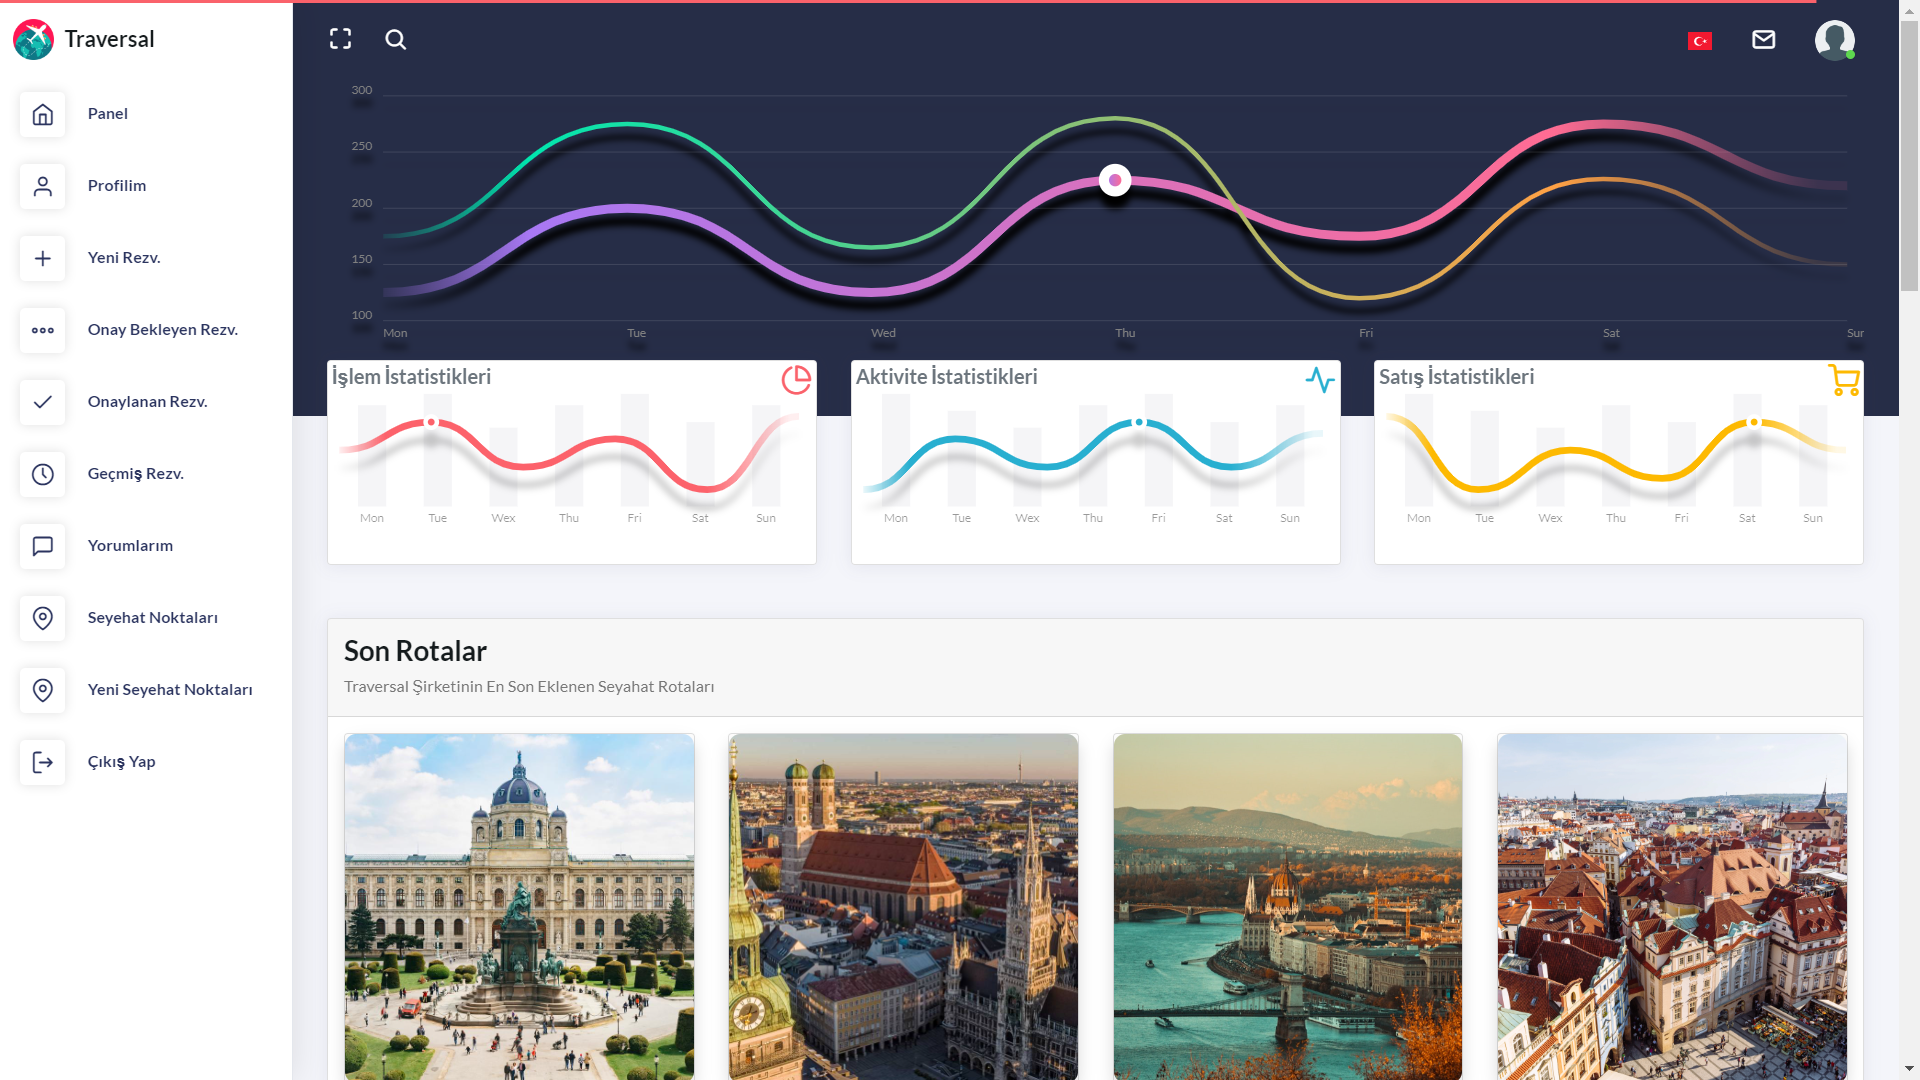 Traversal
Panel
Profilim
Yeni Rezv.
Onay Bekleyen Rezv.
Onaylanan Rezv.
Geçmiş Rezv.
Yorumlarım
Seyehat Noktaları
Yeni Seyehat Noktaları
Çıkış Yap
300
250
200
150
100
Mon Tue Wed Thu Fri Sat Sun
İşlem İstatistikleri
Mon Tue Wex Thu Fri Sat Sun
Aktivite İstatistikleri
Mon Tue Wex Thu Fri Sat Sun
Satış İstatistikleri
Mon Tue Wex Thu Fri Sat Sun
Son Rotalar
Traversal Şirketinin En Son Eklenen Seyahat Rotaları